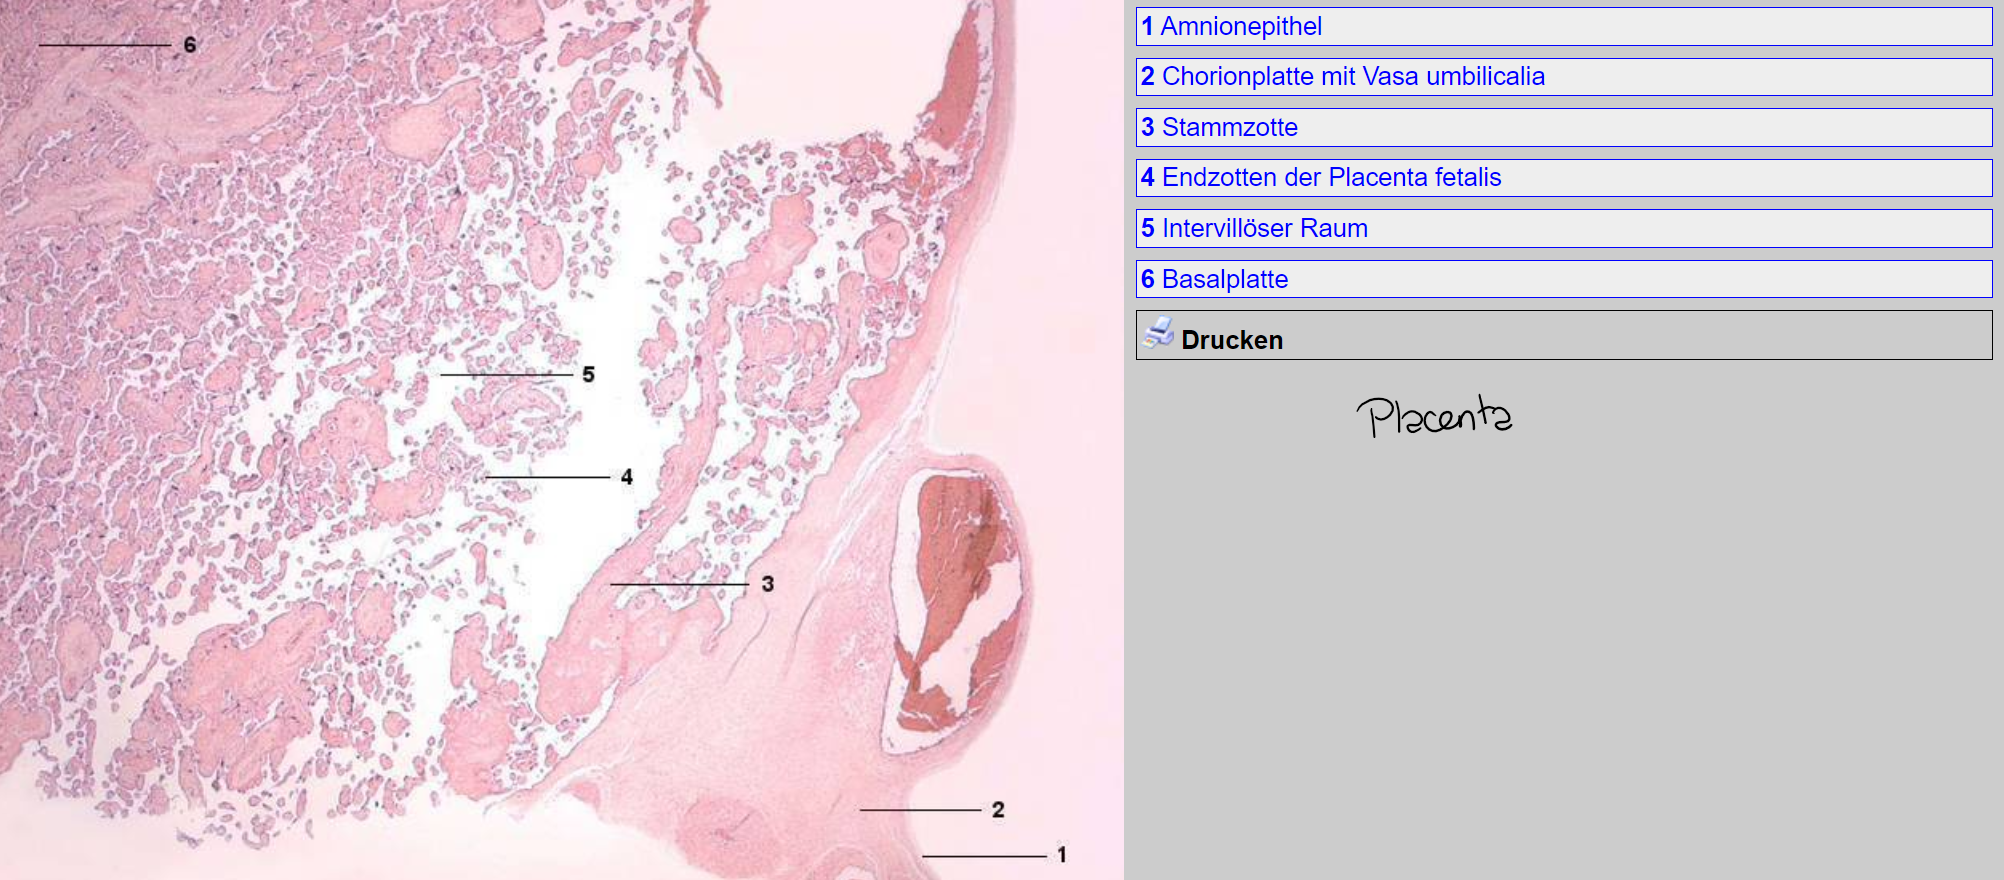 6
5
4
3
2
1
1 Amnionepithel
2 Chorionplatte mit Vasa umbilicalia
3 Stammzotte
4 Endzotten der Placenta fetalis
5 Intervillöser Raum
6 Basalplatte
Drucken
Placenta